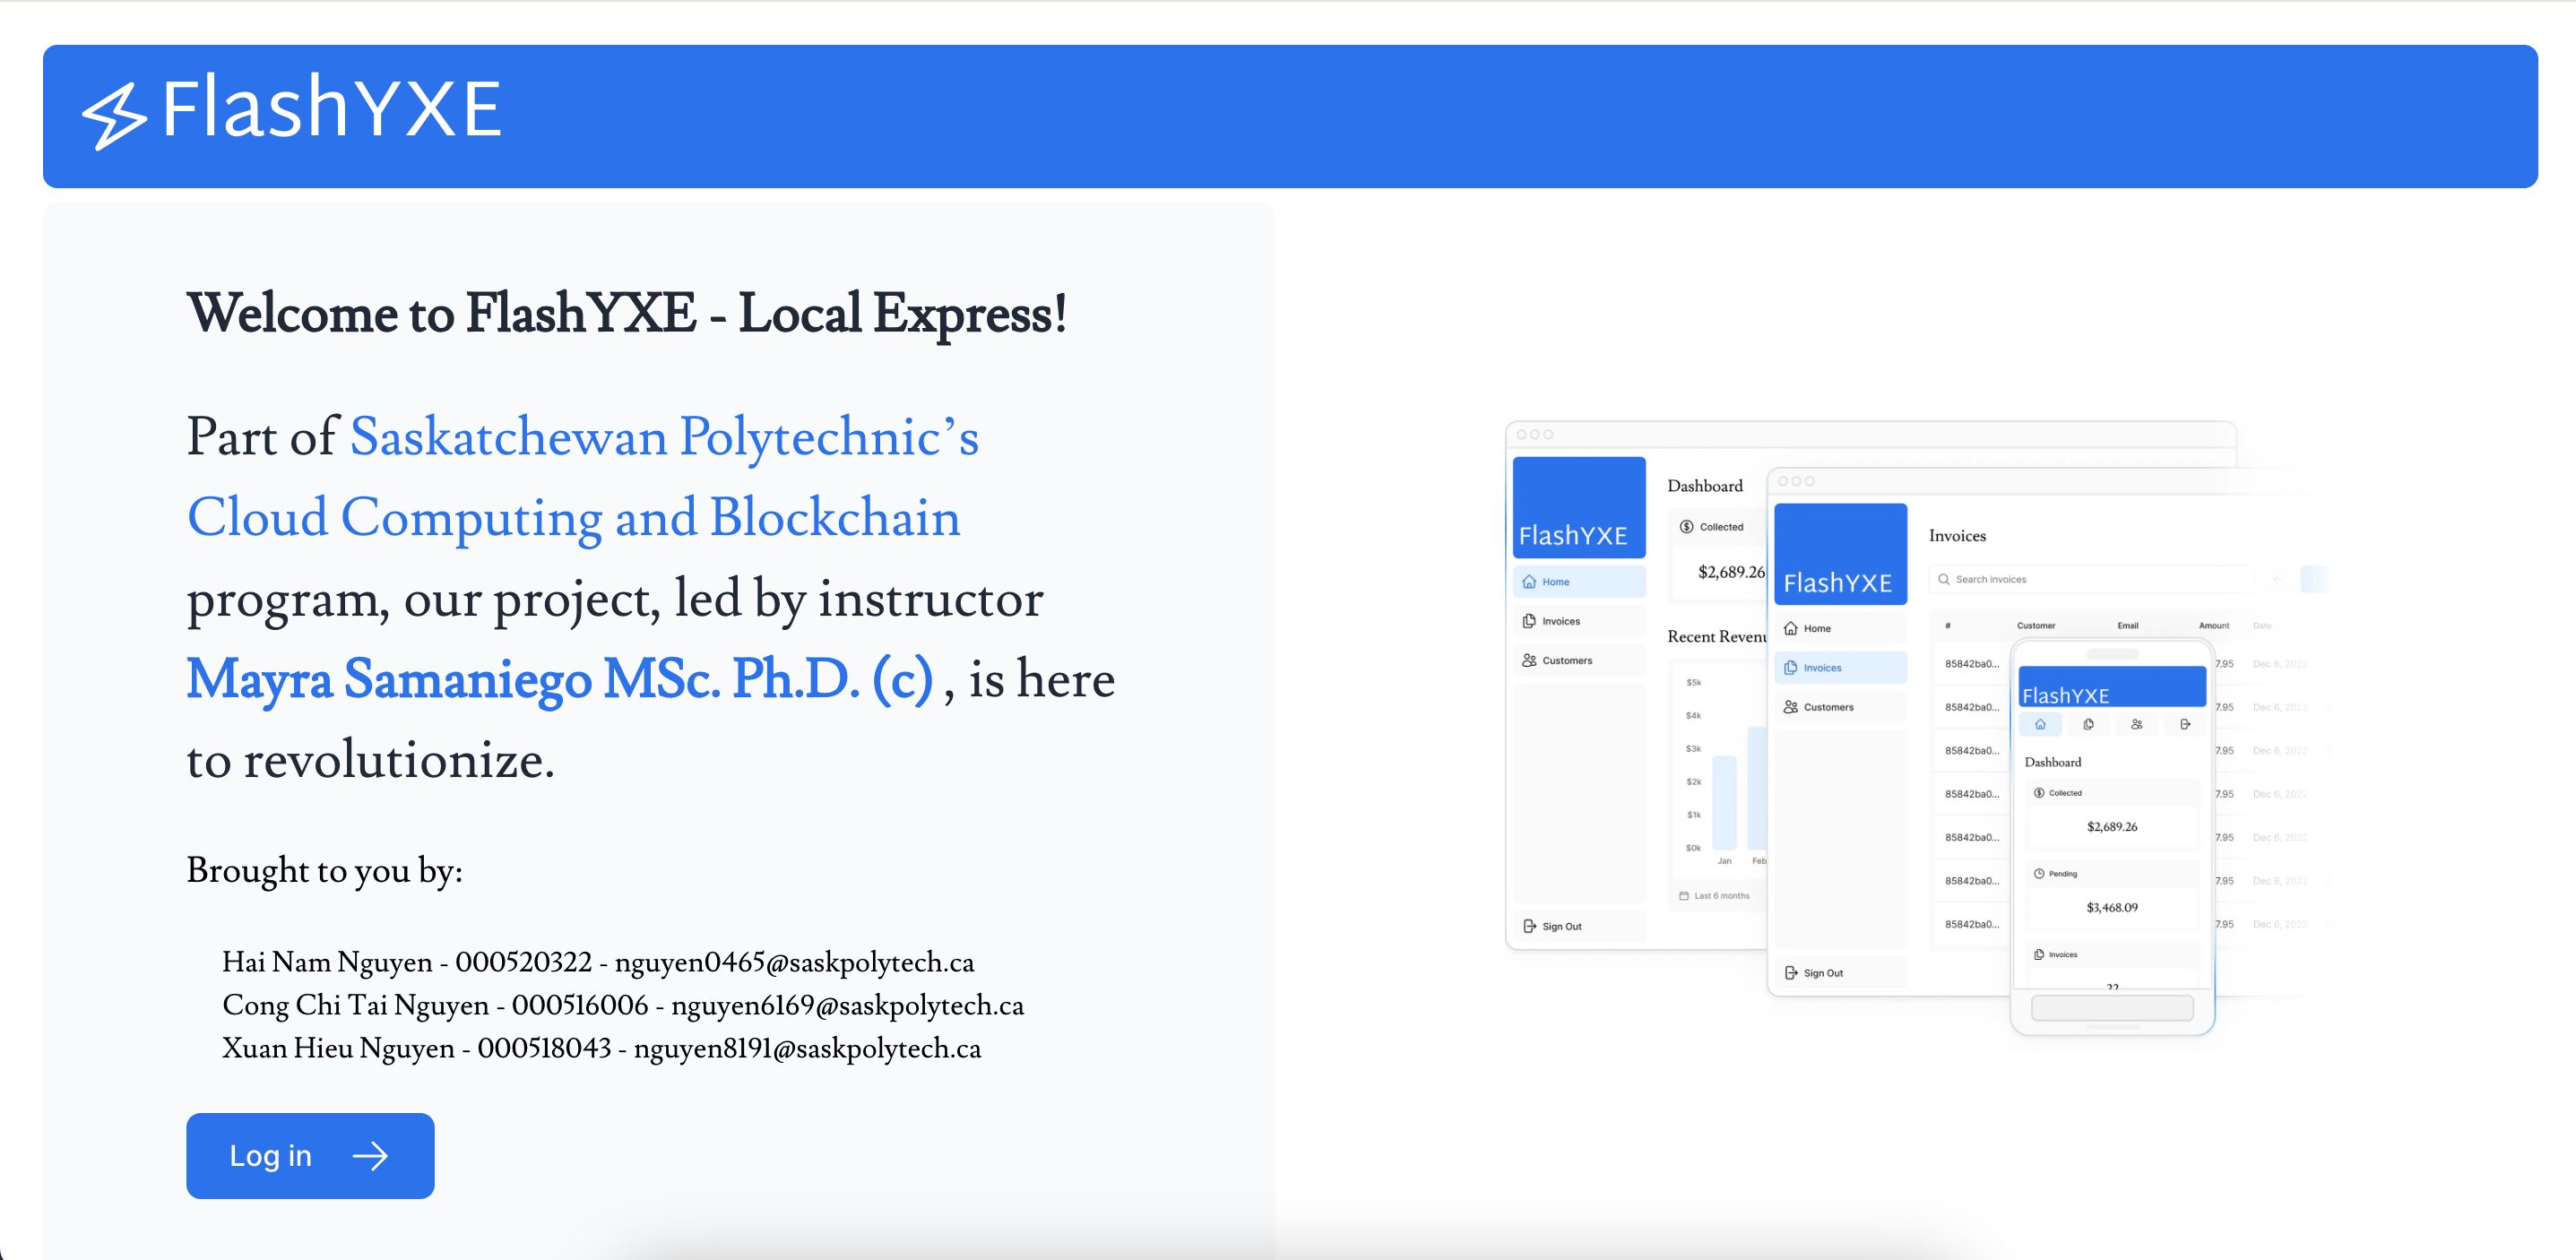 FlashYXE
Welcome to FlashYXE - Local Express!
Part of Saskatchewan Polytechnic’s
Cloud Computing and Blockchain
program, our project, led by instructor
Mayra Samaniego MSc. Ph.D. (c) , is here
to revolutionize.
Brought to you by:
Hai Nam Nguyen - 000520322 - nguyen0465@saskpolytech.ca
Cong Chi Tai Nguyen - 000516006 - nguyen6169@saskpolytech.ca
Xuan Hieu Nguyen - 000518043 - nguyen8191@saskpolytech.ca
Log in
FlashYXE
Home
Invoices
Customers
Sign Out
Dashboard
Collected
$2,689.26
Recent Revenu
$5k
$4k
$3k
$2k
$1k
$0k
Jan Feb
Last 6 months
FlashYXE
Home
Invoices
Customers
Sign Out
Invoices
Search invoices
# Customer Email Amount Date
85842ba0... 7.95 Dec 6, 2022
85842ba0... 7.95 Dec 6, 2022
85842ba0... 7.95 Dec 6, 2022
85842ba0... 7.95 Dec 6, 2022
85842ba0... 7.95 Dec 6, 2022
85842ba0... 7.95 Dec 6, 2022
85842ba0... 7.95 Dec 6, 2022
FlashYXE
Dashboard
Collected
$2,689.26
Pending
$3,468.09
Invoices
22